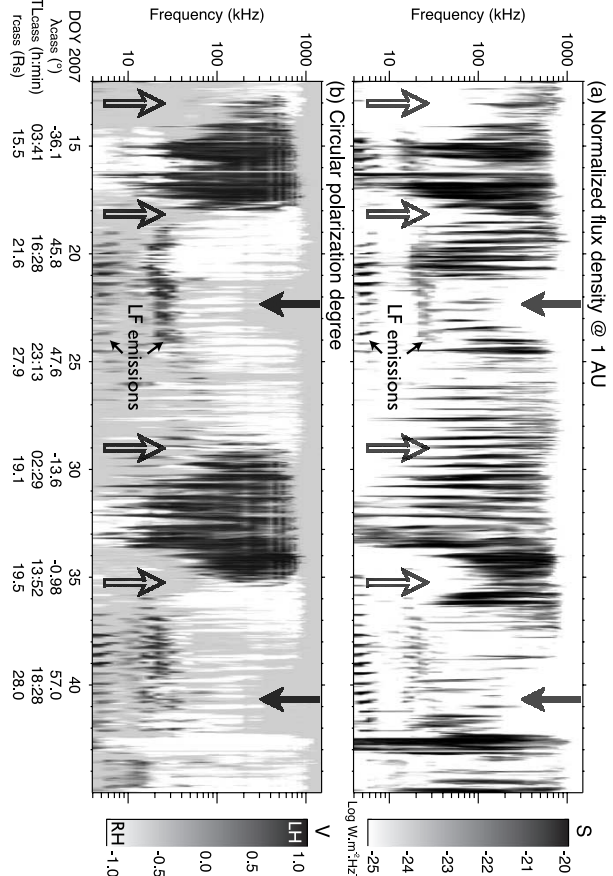 (a) Normalized flux density @ 1 AU
Frequency (kHz)
1000
100
10
LF emissions
S
-20
-21
-22
-23
-24
-25
Log W.m⁻².Hz⁻¹
(b) Circular polarization degree
Frequency (kHz)
1000
100
10
LF emissions
V
LH
RH
1.0
0.5
0.0
-0.5
-1.0
DOY 2007 15 20 25 30 35 40
λcass (°) -36.1 45.8 47.6 -13.6 -0.98 57.0
TLcass (h:min) 03:41 16:28 23:13 02:29 13:52 18:28
rcass (Rs) 15.5 21.6 27.9 19.1 19.5 28.0